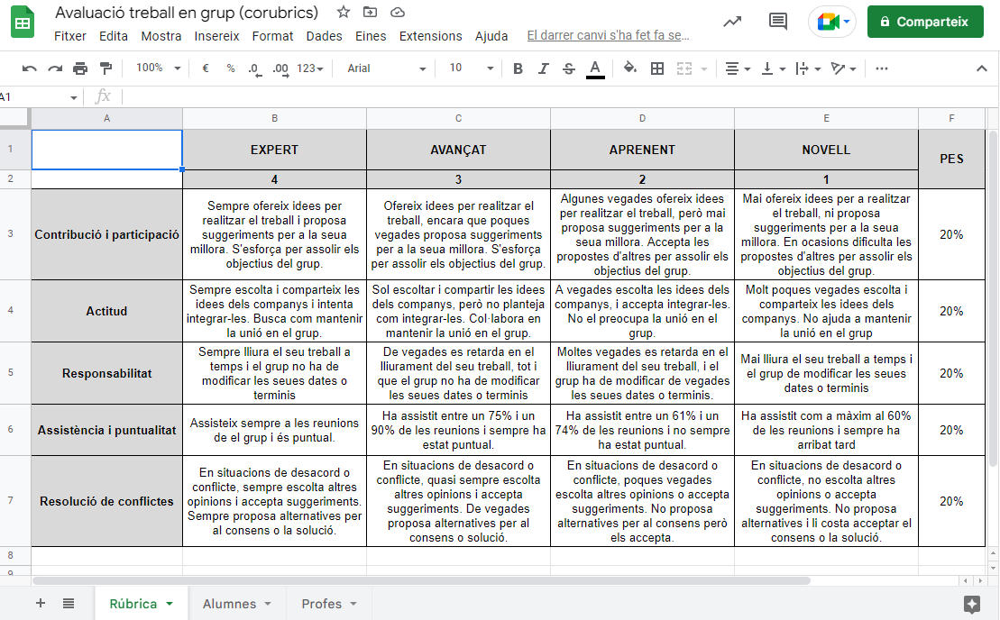 Avaluació treball en grup (corubrics)
Fitxer Edita Mostra Insereix Format Dades Eines Extensions Ajuda El darrer canvi s'ha fet fa se…
Comparteix
100% € % .0 .00 123 Arial 10 B I S A
A1 fx
A B C D E F
1 EXPERT AVANÇAT APRENENT NOVELL PES
2 4 3 2 1
3
Contribució i participació
Sempre ofereix idees per
realitzar el treball i proposa
suggeriments per a la seua
millora. S'esforça per assolir els
objectius del grup.
Ofereix idees per realitzar el
treball, encara que poques
vegades proposa suggeriments
per a la seua millora. S'esforça
per assolir els objectius del grup.
Algunes vegades ofereix idees
per realitzar el treball, però mai
proposa suggeriments per a la
seua millora. Accepta les
propostes d'altres per assolir els
objectius del grup.
Mai ofereix idees per a realitzar
el treball, ni proposa
suggeriments per a la seua
millora. En ocasions dificulta les
propostes d'altres per assolir els
objectius del grup.
20%
4
Actitud
Sempre escolta i comparteix les
idees dels companys i intenta
integrar-les. Busca com mantenir
la unió en el grup.
Sol escoltar i compartir les idees
dels companys, però no planteja
com integrar-les. Col·labora en
mantenir la unió en el grup.
A vegades escolta les idees dels
companys, i accepta integrar-les.
No el preocupa la unió en el
grup.
Molt poques vegades escolta i
comparteix les idees dels
companys. No ajuda a mantenir
la unió en el grup
20%
5
Responsabilitat
Sempre lliura el seu treball a
temps i el grup no ha de
modificar les seues dates o
terminis
De vegades es retarda en el
lliurament del seu treball, tot i
que el grup no ha de modificar
les seues dates o terminis
Moltes vegades es retarda en el
lliurament del seu treball, i el
grup ha de modificar de vegades
les seues dates o terminis.
Mai lliura el seu treball a temps i
el grup de modificar les seues
dates o terminis
20%
6
Assistència i puntualitat
Assisteix sempre a les reunions
de el grup i és puntual.
Ha assistit entre un 75% i un
90% de les reunions i sempre ha
estat puntual.
Ha assistit entre un 61% i un
74% de les reunions i no sempre
ha estat puntual.
Ha assistit com a màxim al 60%
de les reunions i sempre ha
arribat tard
20%
7
Resolució de conflictes
En situacions de desacord o
conflicte, sempre escolta altres
opinions i accepta suggeriments.
Sempre proposa alternatives per
al consens o la solució.
En situacions de desacord o
conflicte, quasi sempre escolta
altres opinions i accepta
suggeriments. De vegades
proposa alternatives per al
consens o solució.
En situacions de desacord o
conflicte, poques vegades
escolta altres opinions o accepta
suggeriments. No proposa
alternatives per al consens però
els accepta.
En situacions de desacord o
conflicte, no escolta altres
opinions o accepta
suggeriments. No proposa
alternatives i li costa acceptar el
consens o la solució.
20%
8
9
Rúbrica Alumnes Profes